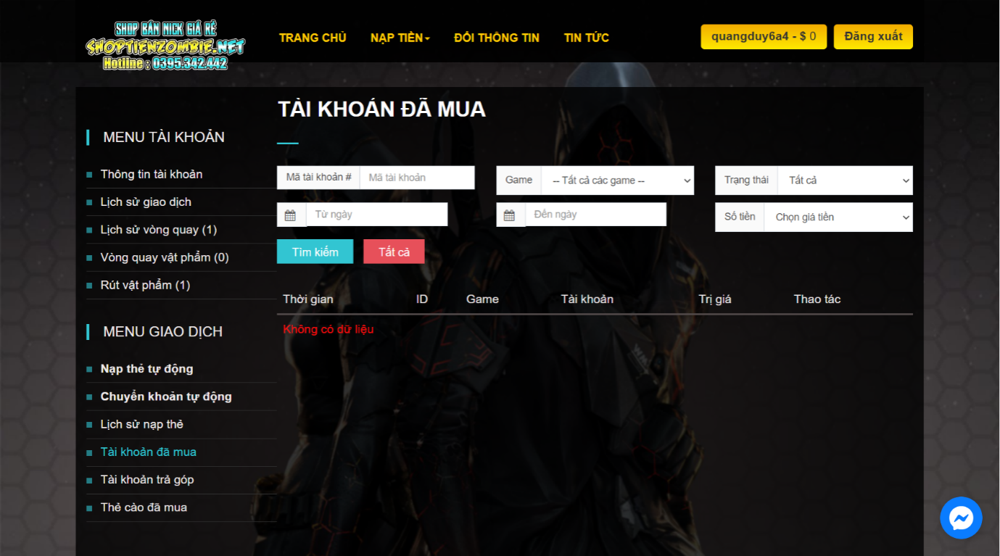 SHOP BÁN NICK GIÁ RẺ
SHOPTIENZOMBIE.NET
Hotline : 0395.342.442
TRANG CHỦ NẠP TIỀN ĐỔI THÔNG TIN TIN TỨC quangduy6a4 - $ 0 Đăng xuất
TÀI KHOẢN ĐÃ MUA
MENU TÀI KHOẢN
Thông tin tài khoản
Lịch sử giao dịch
Lịch sử vòng quay (1)
Vòng quay vật phẩm (0)
Rút vật phẩm (1)
MENU GIAO DỊCH
Nạp thẻ tự động
Chuyển khoản tự động
Lịch sử nạp thẻ
Tài khoản đã mua
Tài khoản trả góp
Thẻ cào đã mua
Mã tài khoản # Mã tài khoản Game -- Tất cả các game -- Trạng thái Tất cả
Từ ngày Đến ngày Số tiền Chọn giá tiền
Tìm kiếm Tất cả
Thời gian ID Game Tài khoản Trị giá Thao tác
Không có dữ liệu